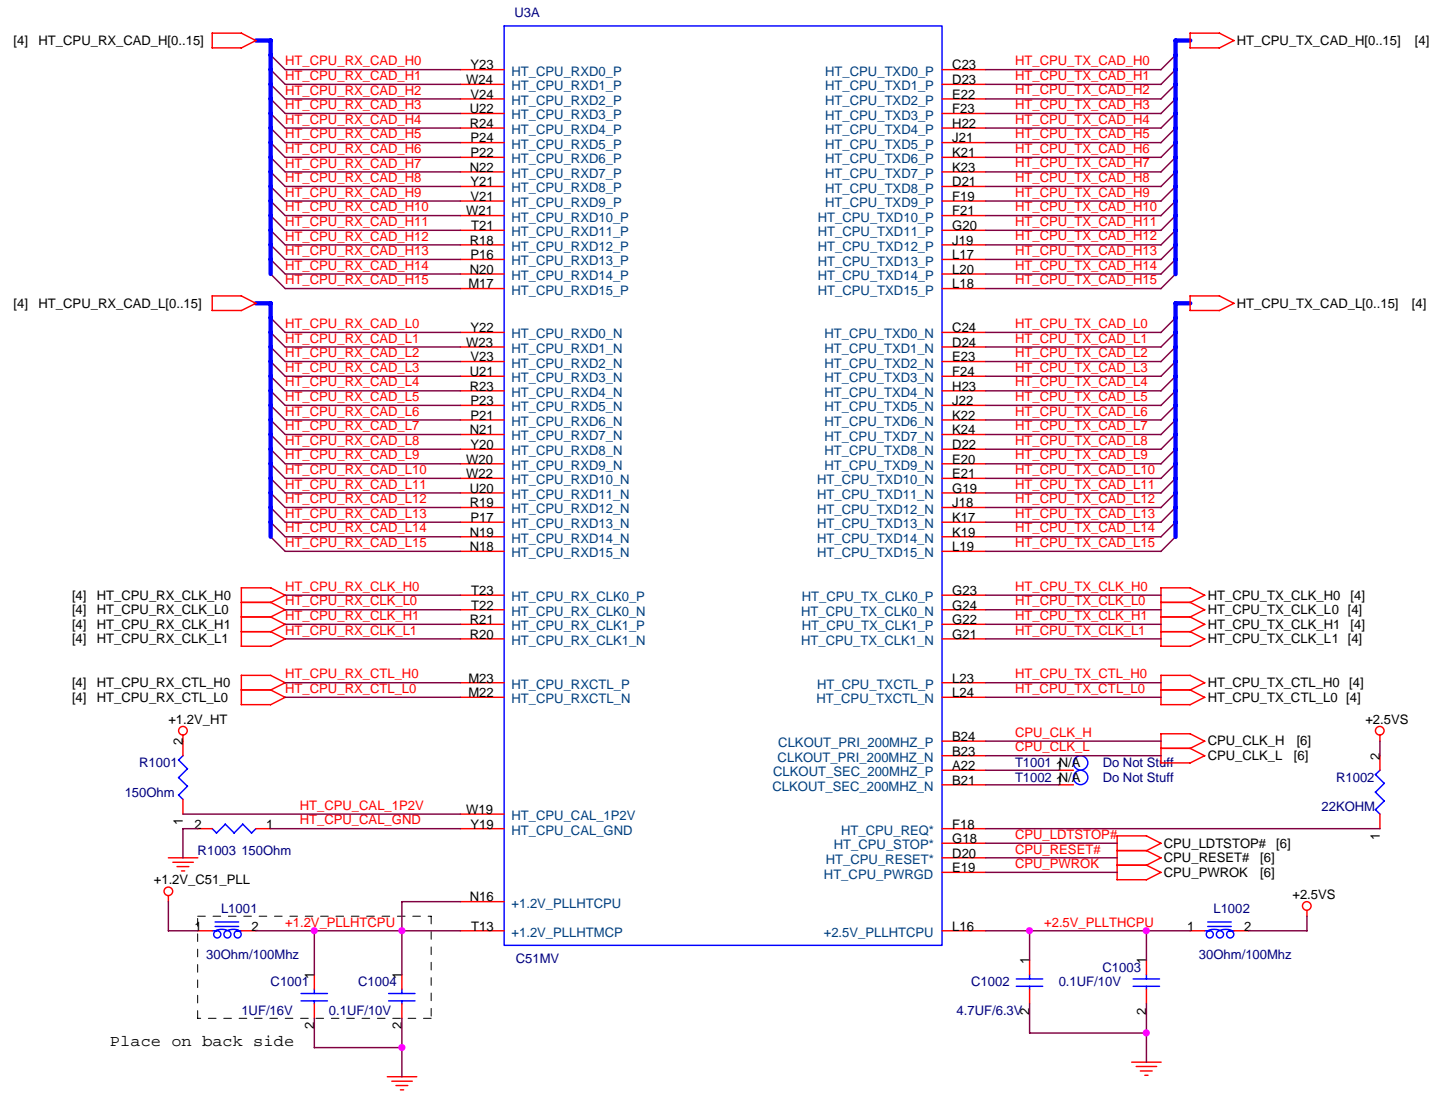 U3A
[4] HT_CPU_RX_CAD_H[0..15]
HT_CPU_TX_CAD_H[0..15] [4]
HT_CPU_RX_CAD_H0 Y23 HT_CPU_RXD0_P HT_CPU_TXD0_P C23 HT_CPU_TX_CAD_H0
HT_CPU_RX_CAD_H1 W24 HT_CPU_RXD1_P HT_CPU_TXD1_P D23 HT_CPU_TX_CAD_H1
HT_CPU_RX_CAD_H2 V24 HT_CPU_RXD2_P HT_CPU_TXD2_P E22 HT_CPU_TX_CAD_H2
HT_CPU_RX_CAD_H3 U22 HT_CPU_RXD3_P HT_CPU_TXD3_P F23 HT_CPU_TX_CAD_H3
HT_CPU_RX_CAD_H4 R24 HT_CPU_RXD4_P HT_CPU_TXD4_P H22 HT_CPU_TX_CAD_H4
HT_CPU_RX_CAD_H5 P24 HT_CPU_RXD5_P HT_CPU_TXD5_P J21 HT_CPU_TX_CAD_H5
HT_CPU_RX_CAD_H6 P22 HT_CPU_RXD6_P HT_CPU_TXD6_P K21 HT_CPU_TX_CAD_H6
HT_CPU_RX_CAD_H7 N22 HT_CPU_RXD7_P HT_CPU_TXD7_P K23 HT_CPU_TX_CAD_H7
HT_CPU_RX_CAD_H8 Y21 HT_CPU_RXD8_P HT_CPU_TXD8_P D21 HT_CPU_TX_CAD_H8
HT_CPU_RX_CAD_H9 V21 HT_CPU_RXD9_P HT_CPU_TXD9_P F19 HT_CPU_TX_CAD_H9
HT_CPU_RX_CAD_H10 W21 HT_CPU_RXD10_P HT_CPU_TXD10_P F21 HT_CPU_TX_CAD_H10
HT_CPU_RX_CAD_H11 T21 HT_CPU_RXD11_P HT_CPU_TXD11_P G20 HT_CPU_TX_CAD_H11
HT_CPU_RX_CAD_H12 R18 HT_CPU_RXD12_P HT_CPU_TXD12_P J19 HT_CPU_TX_CAD_H12
HT_CPU_RX_CAD_H13 P16 HT_CPU_RXD13_P HT_CPU_TXD13_P L17 HT_CPU_TX_CAD_H13
HT_CPU_RX_CAD_H14 N20 HT_CPU_RXD14_P HT_CPU_TXD14_P L20 HT_CPU_TX_CAD_H14
HT_CPU_RX_CAD_H15 M17 HT_CPU_RXD15_P HT_CPU_TXD15_P L18 HT_CPU_TX_CAD_H15
[4] HT_CPU_RX_CAD_L[0..15]
HT_CPU_TX_CAD_L[0..15] [4]
HT_CPU_RX_CAD_L0 Y22 HT_CPU_RXD0_N HT_CPU_TXD0_N C24 HT_CPU_TX_CAD_L0
HT_CPU_RX_CAD_L1 W23 HT_CPU_RXD1_N HT_CPU_TXD1_N D24 HT_CPU_TX_CAD_L1
HT_CPU_RX_CAD_L2 V23 HT_CPU_RXD2_N HT_CPU_TXD2_N E23 HT_CPU_TX_CAD_L2
HT_CPU_RX_CAD_L3 U21 HT_CPU_RXD3_N HT_CPU_TXD3_N F24 HT_CPU_TX_CAD_L3
HT_CPU_RX_CAD_L4 R23 HT_CPU_RXD4_N HT_CPU_TXD4_N H23 HT_CPU_TX_CAD_L4
HT_CPU_RX_CAD_L5 P23 HT_CPU_RXD5_N HT_CPU_TXD5_N J22 HT_CPU_TX_CAD_L5
HT_CPU_RX_CAD_L6 P21 HT_CPU_RXD6_N HT_CPU_TXD6_N K22 HT_CPU_TX_CAD_L6
HT_CPU_RX_CAD_L7 N21 HT_CPU_RXD7_N HT_CPU_TXD7_N K24 HT_CPU_TX_CAD_L7
HT_CPU_RX_CAD_L8 Y20 HT_CPU_RXD8_N HT_CPU_TXD8_N D22 HT_CPU_TX_CAD_L8
HT_CPU_RX_CAD_L9 W20 HT_CPU_RXD9_N HT_CPU_TXD9_N E20 HT_CPU_TX_CAD_L9
HT_CPU_RX_CAD_L10 W22 HT_CPU_RXD10_N HT_CPU_TXD10_N E21 HT_CPU_TX_CAD_L10
HT_CPU_RX_CAD_L11 U20 HT_CPU_RXD11_N HT_CPU_TXD11_N G19 HT_CPU_TX_CAD_L11
HT_CPU_RX_CAD_L12 R19 HT_CPU_RXD12_N HT_CPU_TXD12_N J18 HT_CPU_TX_CAD_L12
HT_CPU_RX_CAD_L13 P17 HT_CPU_RXD13_N HT_CPU_TXD13_N K17 HT_CPU_TX_CAD_L13
HT_CPU_RX_CAD_L14 N19 HT_CPU_RXD14_N HT_CPU_TXD14_N K19 HT_CPU_TX_CAD_L14
HT_CPU_RX_CAD_L15 N18 HT_CPU_RXD15_N HT_CPU_TXD15_N L19 HT_CPU_TX_CAD_L15
[4] HT_CPU_RX_CLK_H0 HT_CPU_RX_CLK_H0 T23 HT_CPU_RX_CLK0_P HT_CPU_TX_CLK0_P G23 HT_CPU_TX_CLK_H0 HT_CPU_TX_CLK_H0 [4]
[4] HT_CPU_RX_CLK_L0 HT_CPU_RX_CLK_L0 T22 HT_CPU_RX_CLK0_N HT_CPU_TX_CLK0_N G24 HT_CPU_TX_CLK_L0 HT_CPU_TX_CLK_L0 [4]
[4] HT_CPU_RX_CLK_H1 HT_CPU_RX_CLK_H1 R21 HT_CPU_RX_CLK1_P HT_CPU_TX_CLK1_P G22 HT_CPU_TX_CLK_H1 HT_CPU_TX_CLK_H1 [4]
[4] HT_CPU_RX_CLK_L1 HT_CPU_RX_CLK_L1 R20 HT_CPU_RX_CLK1_N HT_CPU_TX_CLK1_N G21 HT_CPU_TX_CLK_L1 HT_CPU_TX_CLK_L1 [4]
[4] HT_CPU_RX_CTL_H0 HT_CPU_RX_CTL_H0 M23 HT_CPU_RXCTL_P HT_CPU_TXCTL_P L23 HT_CPU_TX_CTL_H0 HT_CPU_TX_CTL_H0 [4]
[4] HT_CPU_RX_CTL_L0 HT_CPU_RX_CTL_L0 M22 HT_CPU_RXCTL_N HT_CPU_TXCTL_N L24 HT_CPU_TX_CTL_L0 HT_CPU_TX_CTL_L0 [4]
+1.2V_HT
+2.5VS
CLKOUT_PRI_200MHZ_P B24 CPU_CLK_H CPU_CLK_H [6]
CLKOUT_PRI_200MHZ_N B23 CPU_CLK_L CPU_CLK_L [6]
CLKOUT_SEC_200MHZ_P A22 T1001 N/A Do Not Stuff
CLKOUT_SEC_200MHZ_N B21 T1002 N/A Do Not Stuff
2 R1001 150Ohm 1
2 R1002 22KOHM 1
HT_CPU_CAL_1P2V W19 HT_CPU_CAL_1P2V
2 1 HT_CPU_CAL_GND Y19 HT_CPU_CAL_GND
R1003 150Ohm
HT_CPU_REQ* F18
HT_CPU_STOP* G18 CPU_LDTSTOP# CPU_LDTSTOP# [6]
HT_CPU_RESET* D20 CPU_RESET# CPU_RESET# [6]
HT_CPU_PWRGD E19 CPU_PWROK CPU_PWROK [6]
+1.2V_C51_PLL
N16 +1.2V_PLLHTCPU
+2.5VS
1 L1001 2 +1.2V_PLLHTCPU T13 +1.2V_PLLHTMCP
30Ohm/100Mhz
+2.5V_PLLHTCPU L16 +2.5V_PLLTHCPU 1 L1002 2
30Ohm/100Mhz
C51MV
1 C1001 1UF/16V 2
1 C1004 0.1UF/10V 2
1 C1002 4.7UF/6.3V 2
1 C1003 0.1UF/10V 2
Place on back side